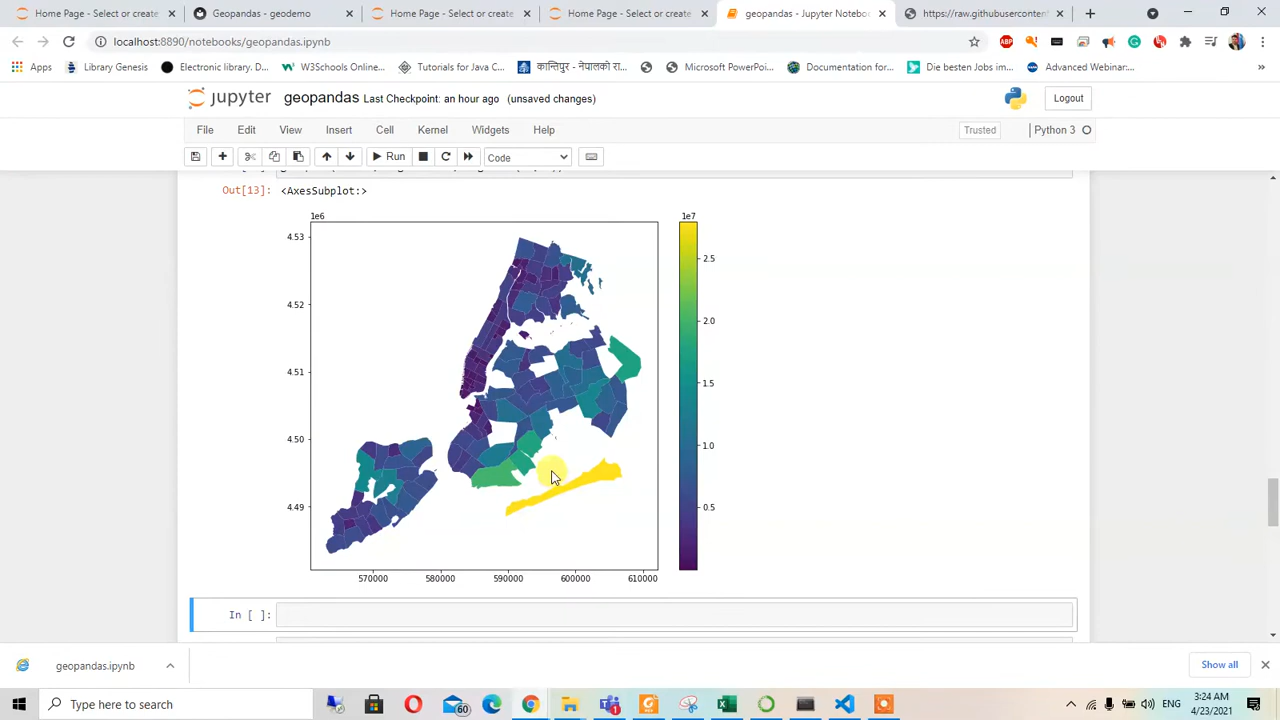 Home Page - Select or create
Geopandas - geodemo
Home Page - Select or create
Home Page - Select or create
geopandas - Jupyter Noteboo
https://raw.githubusercontent
localhost:8890/notebooks/geopandas.ipynb
Apps
Library Genesis
Electronic library. D...
W3Schools Online...
Tutorials for Java C...
कान्तिपुर - नेपालको रा...
Microsoft PowerPoi...
Documentation for...
Die besten Jobs im...
Advanced Webinar:...
jupyter
geopandas
Last Checkpoint: an hour ago (unsaved changes)
Logout
File
Edit
View
Insert
Cell
Kernel
Widgets
Help
Trusted
Python 3
Run
Code
Out[13]:
<AxesSubplot:>
1e6
4.53
4.52
4.51
4.50
4.49
570000
580000
590000
600000
610000
1e7
2.5
2.0
1.5
1.0
0.5
In [ ]:
geopandas.ipynb
Show all
Type here to search
60
1
ENG
3:24 AM
4/23/2021